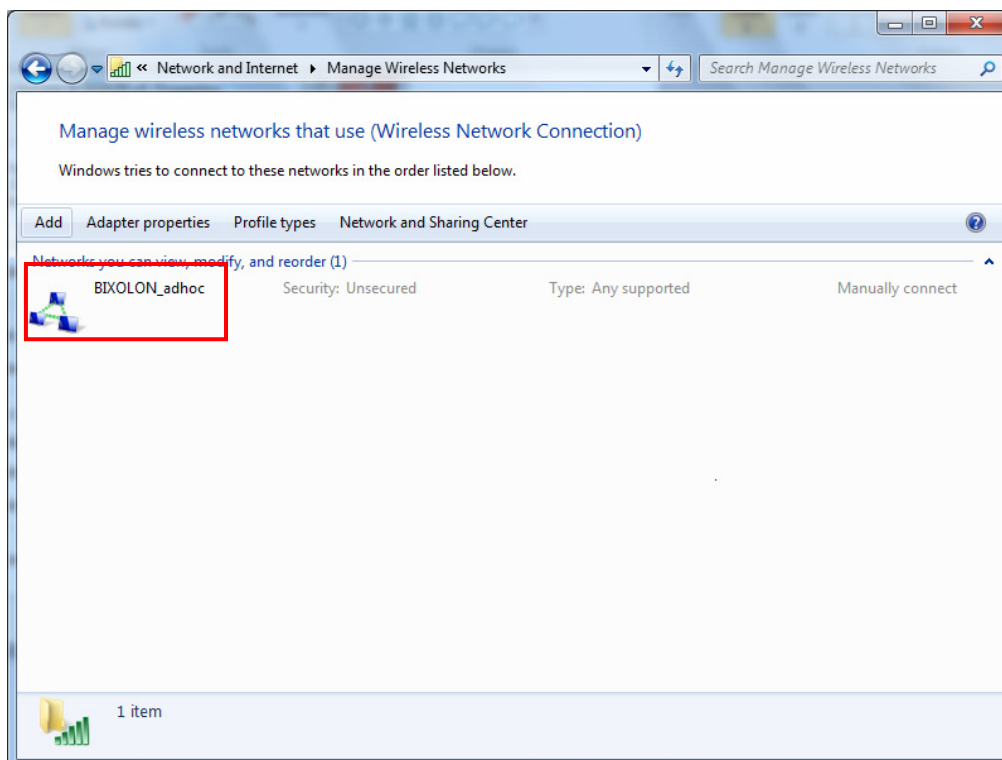 « Network and Internet ▸ Manage Wireless Networks Search Manage Wireless Networks
Manage wireless networks that use (Wireless Network Connection)
Windows tries to connect to these networks in the order listed below.
Add Adapter properties Profile types Network and Sharing Center
Networks you can view, modify, and reorder (1)
BIXOLON_adhoc Security: Unsecured Type: Any supported Manually connect
1 item